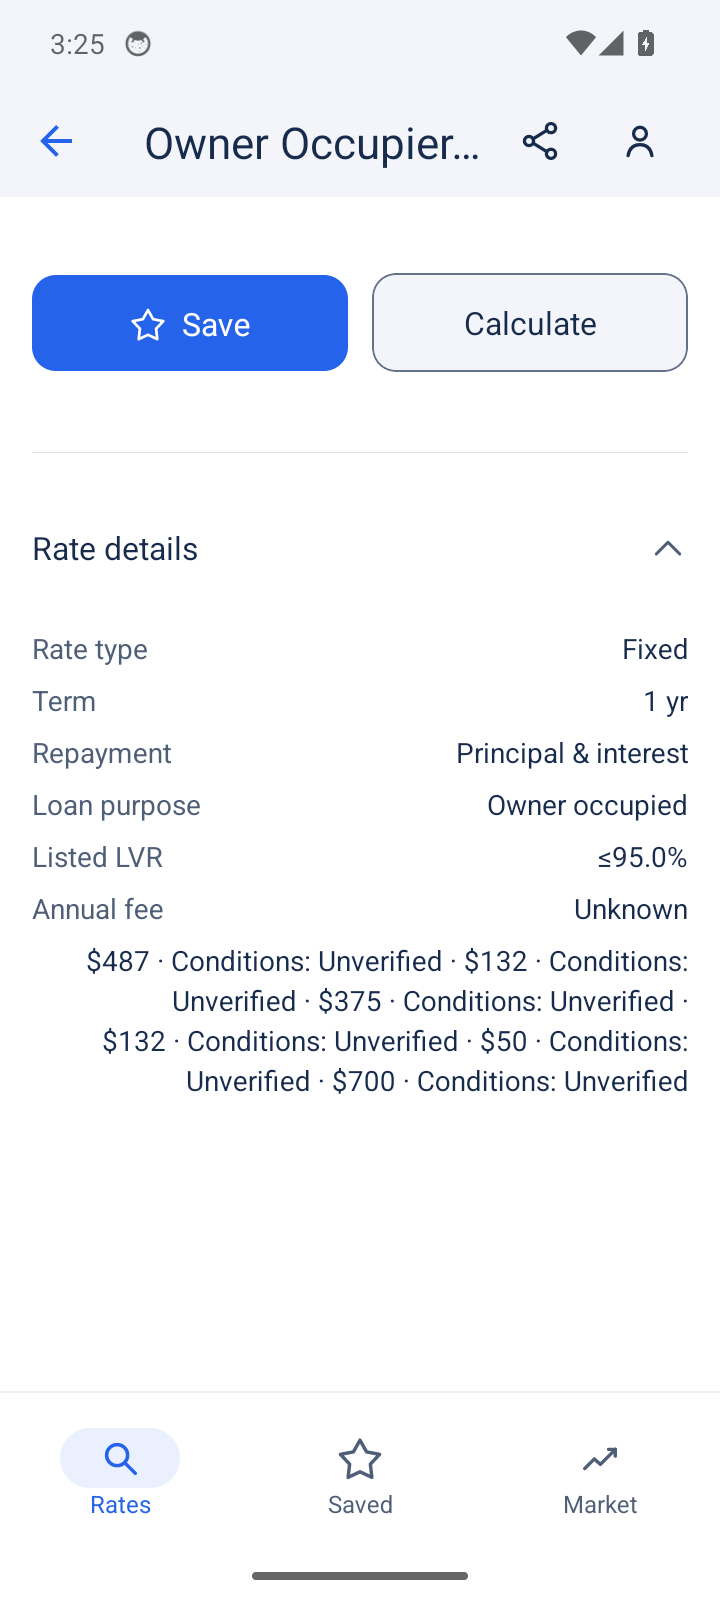 3:25
Owner Occupier...
Save
Calculate
Rate details
Rate type Fixed
Term 1 yr
Repayment Principal & interest
Loan purpose Owner occupied
Listed LVR ≤95.0%
Annual fee Unknown
$487 · Conditions: Unverified · $132 · Conditions:
Unverified · $375 · Conditions: Unverified ·
$132 · Conditions: Unverified · $50 · Conditions:
Unverified · $700 · Conditions: Unverified
Rates Saved Market